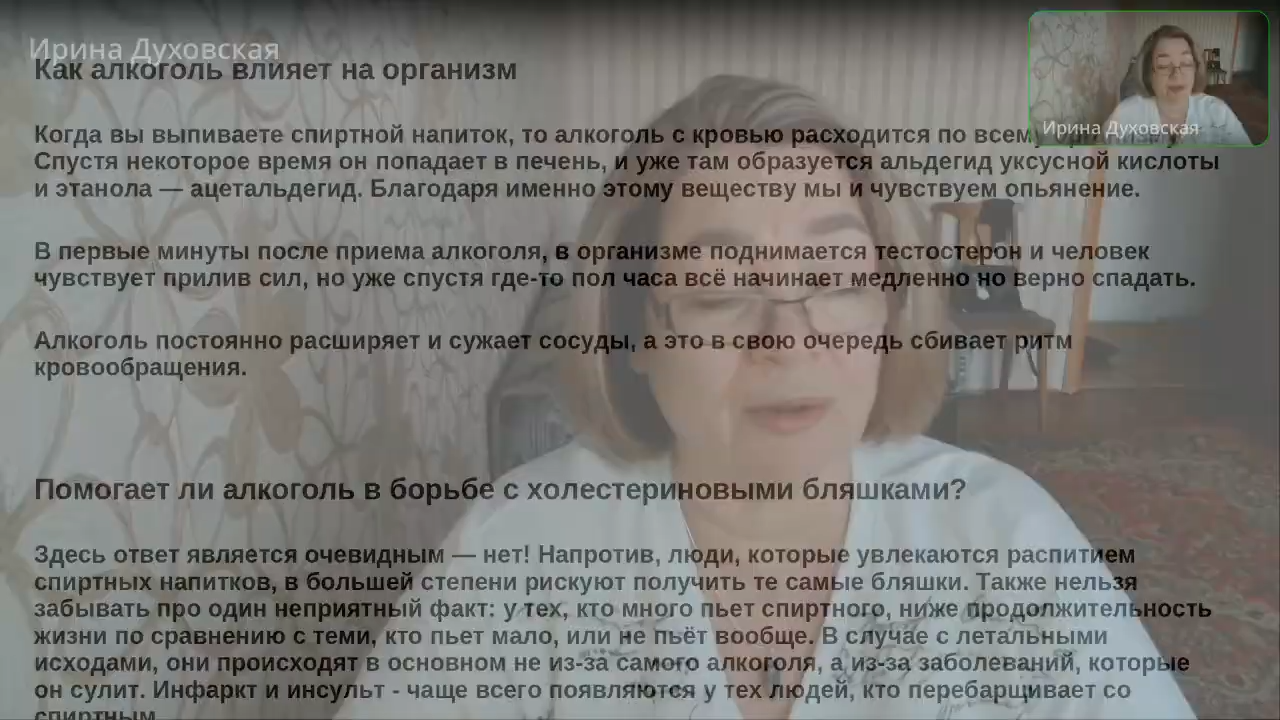 Ирина Духовская
Как алкоголь влияет на организм
Когда вы выпиваете спиртной напиток, то алкоголь с кровью расходится по всем
Спустя некоторое время он попадает в печень, и уже там образуется альдегид уксусной кислоты
и этанола — ацетальдегид. Благодаря именно этому веществу мы и чувствуем опьянение.
В первые минуты после приема алкоголя, в организме поднимается тестостерон и человек
чувствует прилив сил, но уже спустя где-то пол часа всё начинает медленно но верно спадать.
Алкоголь постоянно расширяет и сужает сосуды, а это в свою очередь сбивает ритм
кровообращения.
Помогает ли алкоголь в борьбе с холестериновыми бляшками?
Здесь ответ является очевидным — нет! Напротив, люди, которые увлекаются распитием
спиртных напитков, в большей степени рискуют получить те самые бляшки. Также нельзя
забывать про один неприятный факт: у тех, кто много пьет спиртного, ниже продолжительность
жизни по сравнению с теми, кто пьет мало, или не пьёт вообще. В случае с летальными
исходами, они происходят в основном не из-за самого алкоголя, а из-за заболеваний, которые
он сулит. Инфаркт и инсульт - чаще всего появляются у тех людей, кто перебарщивает со
спиртным
Ирина Духовская